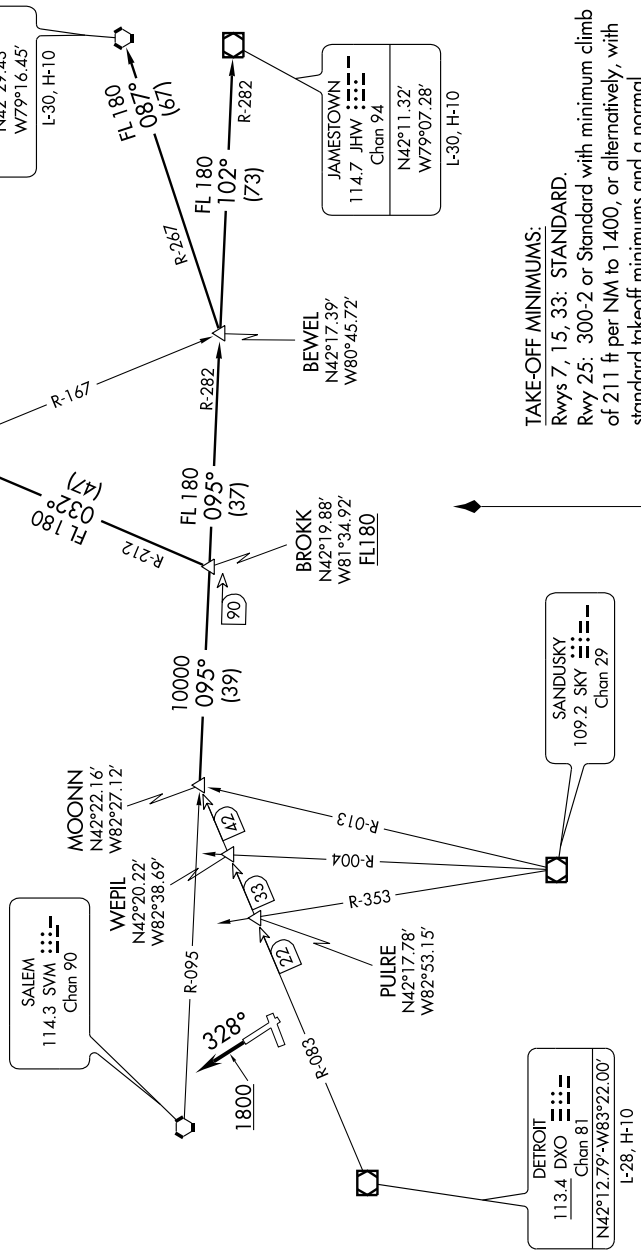 N42°29.45'
W79°16.45'
L-30, H-10
FL 180
087°
(67)
R-267
FL 180
102°
(73)
R-282
JAMESTOWN
114.7 JHW
Chan 94
N42°11.32'
W79°07.28'
L-30, H-10
BEWEL
N42°17.39'
W80°45.72'
R-167
R-282
FL 180
095°
(37)
FL 180
032°
(47)
R-212
BROKK
N42°19.88'
W81°34.92'
FL180
90
10000
095°
(39)
MOONN
N42°22.16'
W82°27.12'
WEPIL
N42°20.22'
W82°38.69'
42
33
22
PULRE
N42°17.78'
W82°53.15'
R-013
R-004
R-353
SANDUSKY
109.2 SKY
Chan 29
SALEM
114.3 SVM
Chan 90
R-095
328°
1800
R-083
DETROIT
113.4 DXO
Chan 81
N42°12.79'-W83°22.00'
L-28, H-10
TAKE-OFF MINIMUMS:
Rwys 7, 15, 33: STANDARD.
Rwy 25: 300-2 or Standard with minimum climb
of 211 ft per NM to 1400, or alternatively, with
standard takeoff minimums and a normal